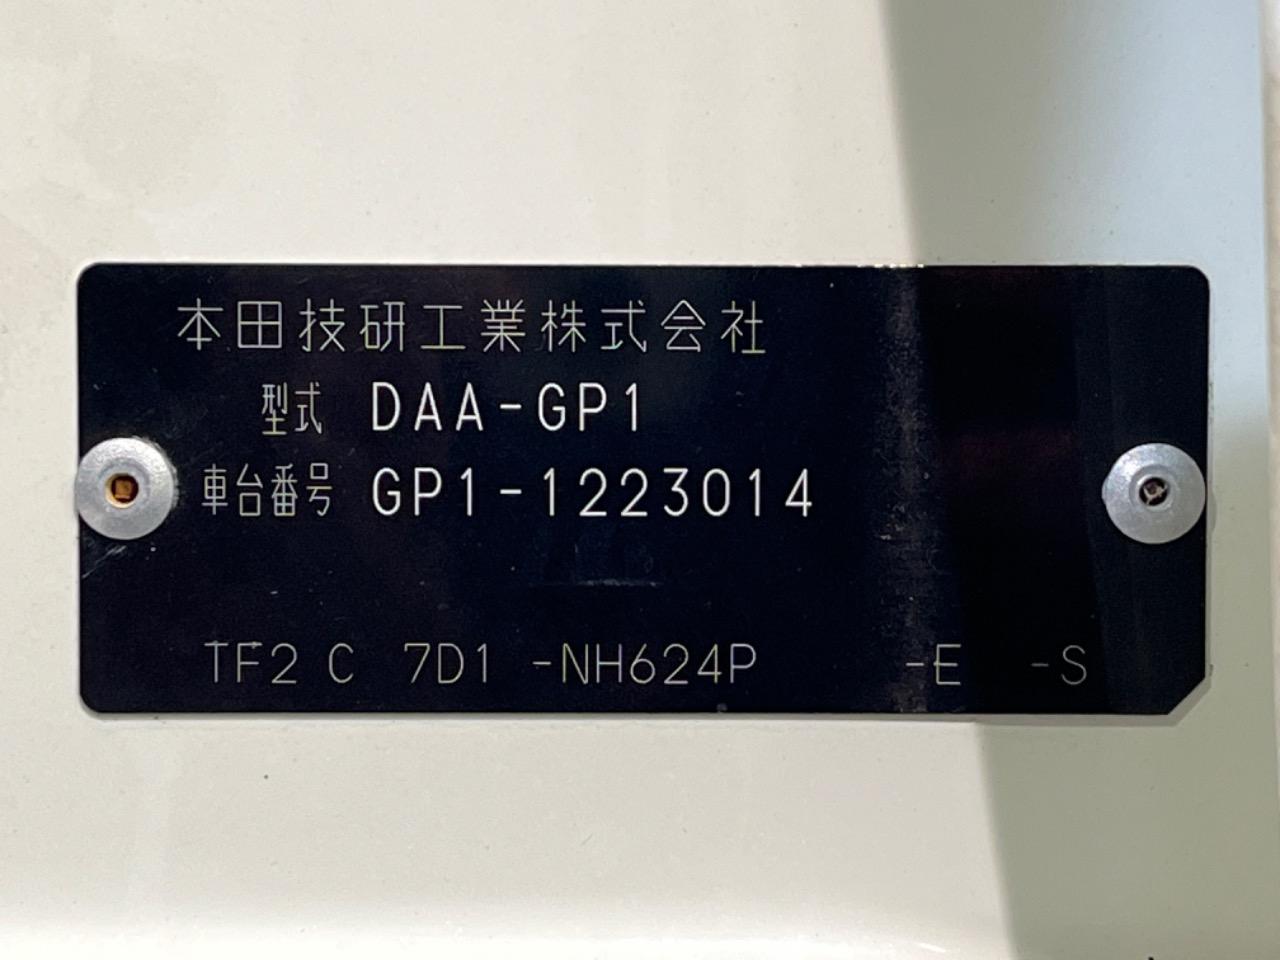 本田技研工業株式会社
型式 DAA-GP1
車台番号 GP1-1223014
TF2 C 7D1 -NH624P -E -S